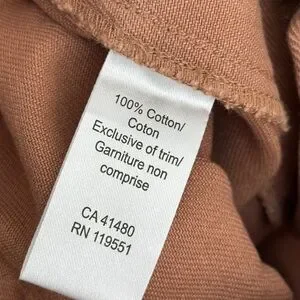 100% Cotton/
Coton
Exclusive of trim/
Garniture non
comprise
CA 41480
RN 119551